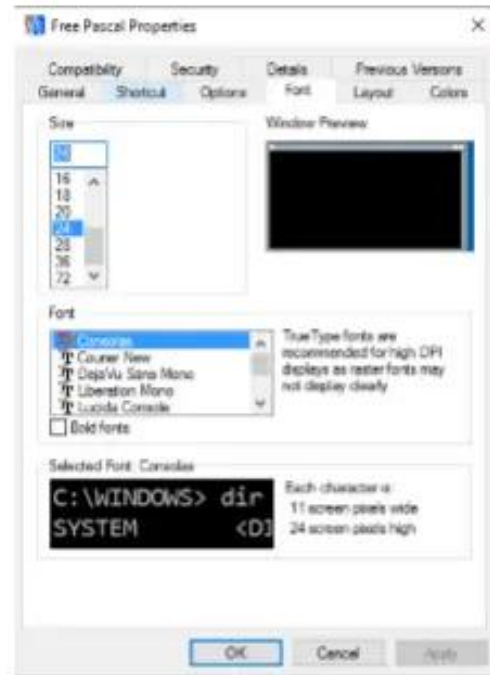 Free Pascal Properties
Compatibility Security Details Previous Versions
General Shortcut Options Font Layout Colors
Size
24
16
18
20
24
28
36
72
Window Preview
Font
Consolas
Courier New
DejaVu Sans Mono
Liberation Mono
Lucida Console
Bold fonts
TrueType fonts are
recommended for high DPI
displays as raster fonts may
not display clearly
Selected Font: Consolas
C:\WINDOWS> dir
SYSTEM <DI
Each character is:
11 screen pixels wide
24 screen pixels high
OK Cancel Apply